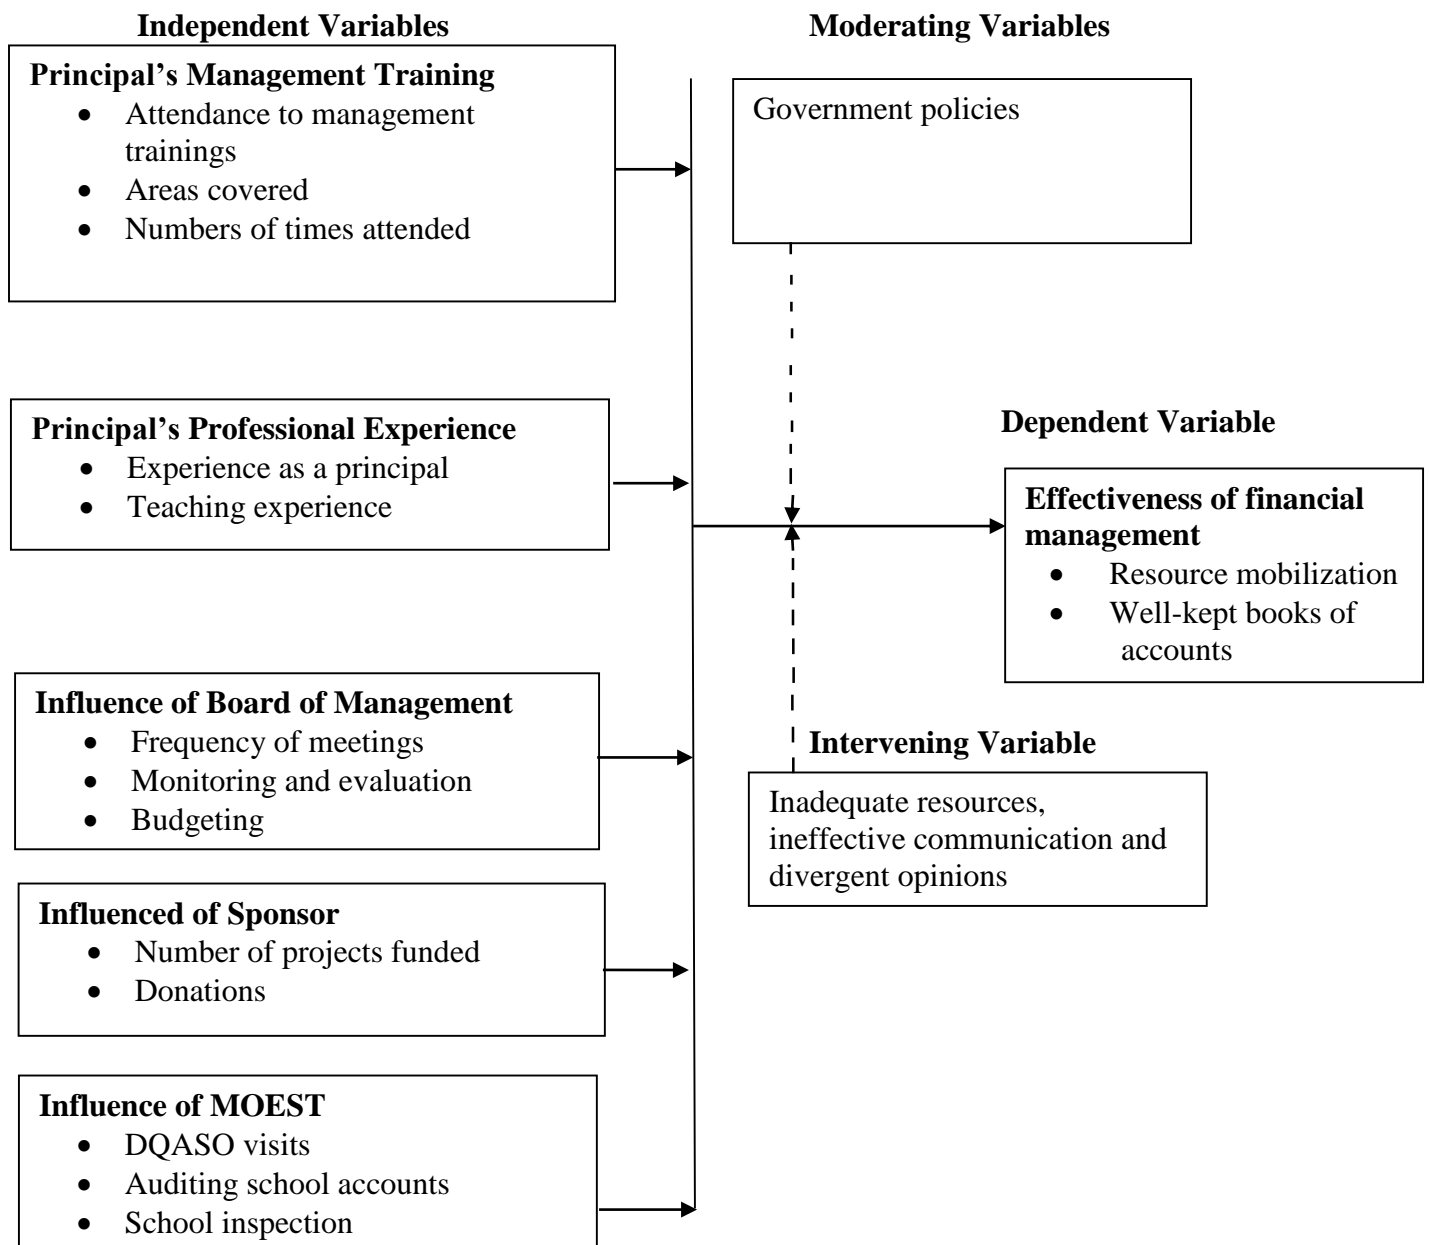 Independent Variables
Principal’s Management Training
• Attendance to management
trainings
• Areas covered
• Numbers of times attended
Principal’s Professional Experience
• Experience as a principal
• Teaching experience
Influence of Board of Management
• Frequency of meetings
• Monitoring and evaluation
• Budgeting
Influenced of Sponsor
• Number of projects funded
• Donations
Influence of MOEST
• DQASO visits
• Auditing school accounts
• School inspection
Moderating Variables
Government policies
Dependent Variable
Effectiveness of financial
management
• Resource mobilization
• Well-kept books of
accounts
Intervening Variable
Inadequate resources,
ineffective communication and
divergent opinions